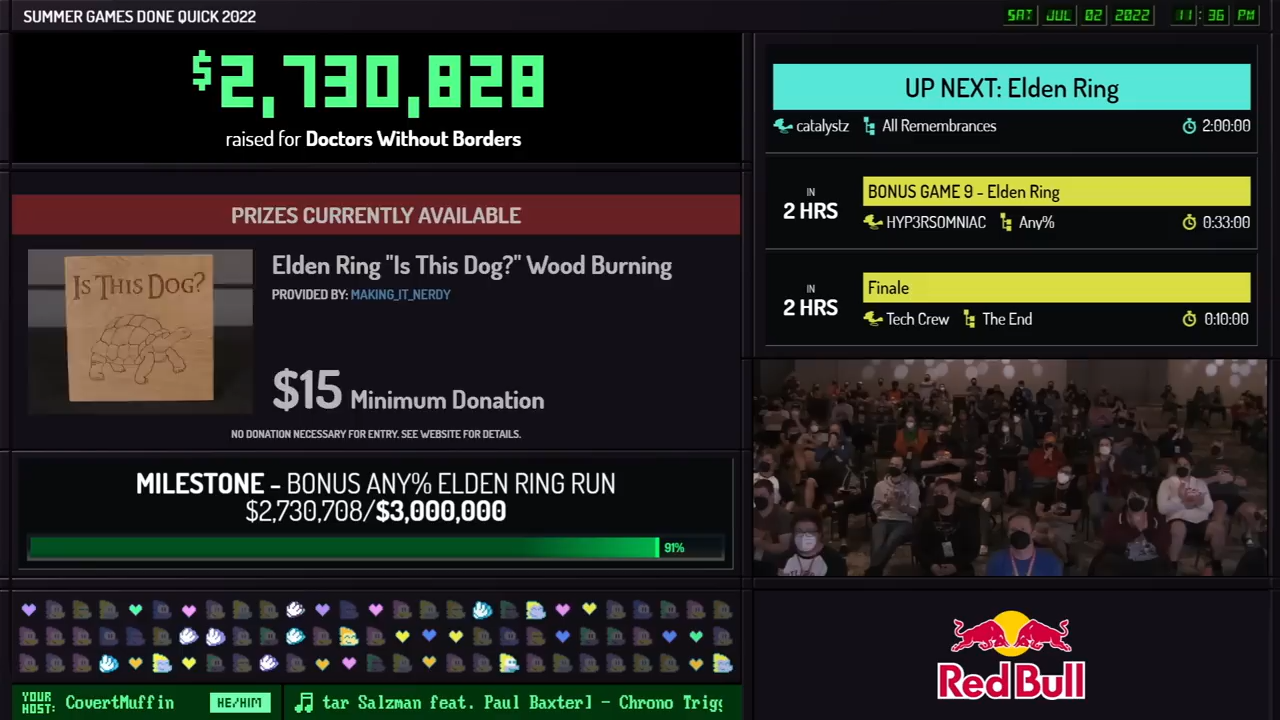 SUMMER GAMES DONE QUICK 2022
SAT JUL 02 2022 11:36 PM
$2,730,828
raised for Doctors Without Borders
PRIZES CURRENTLY AVAILABLE
IS THIS DOG?
Elden Ring "Is This Dog?" Wood Burning
PROVIDED BY: MAKING_IT_NERDY
$15 Minimum Donation
NO DONATION NECESSARY FOR ENTRY. SEE WEBSITE FOR DETAILS.
MILESTONE - BONUS ANY% ELDEN RING RUN
$2,730,708/$3,000,000
91%
UP NEXT: Elden Ring
catalystz All Remembrances 2:00:00
IN
2 HRS
BONUS GAME 9 - Elden Ring
HYP3RSOMNIAC Any% 0:33:00
IN
2 HRS
Finale
Tech Crew The End 0:10:00
Red Bull
YOUR
HOST:
CovertMuffin HE/HIM
tar Salzman feat. Paul Baxter] - Chrono Trigg